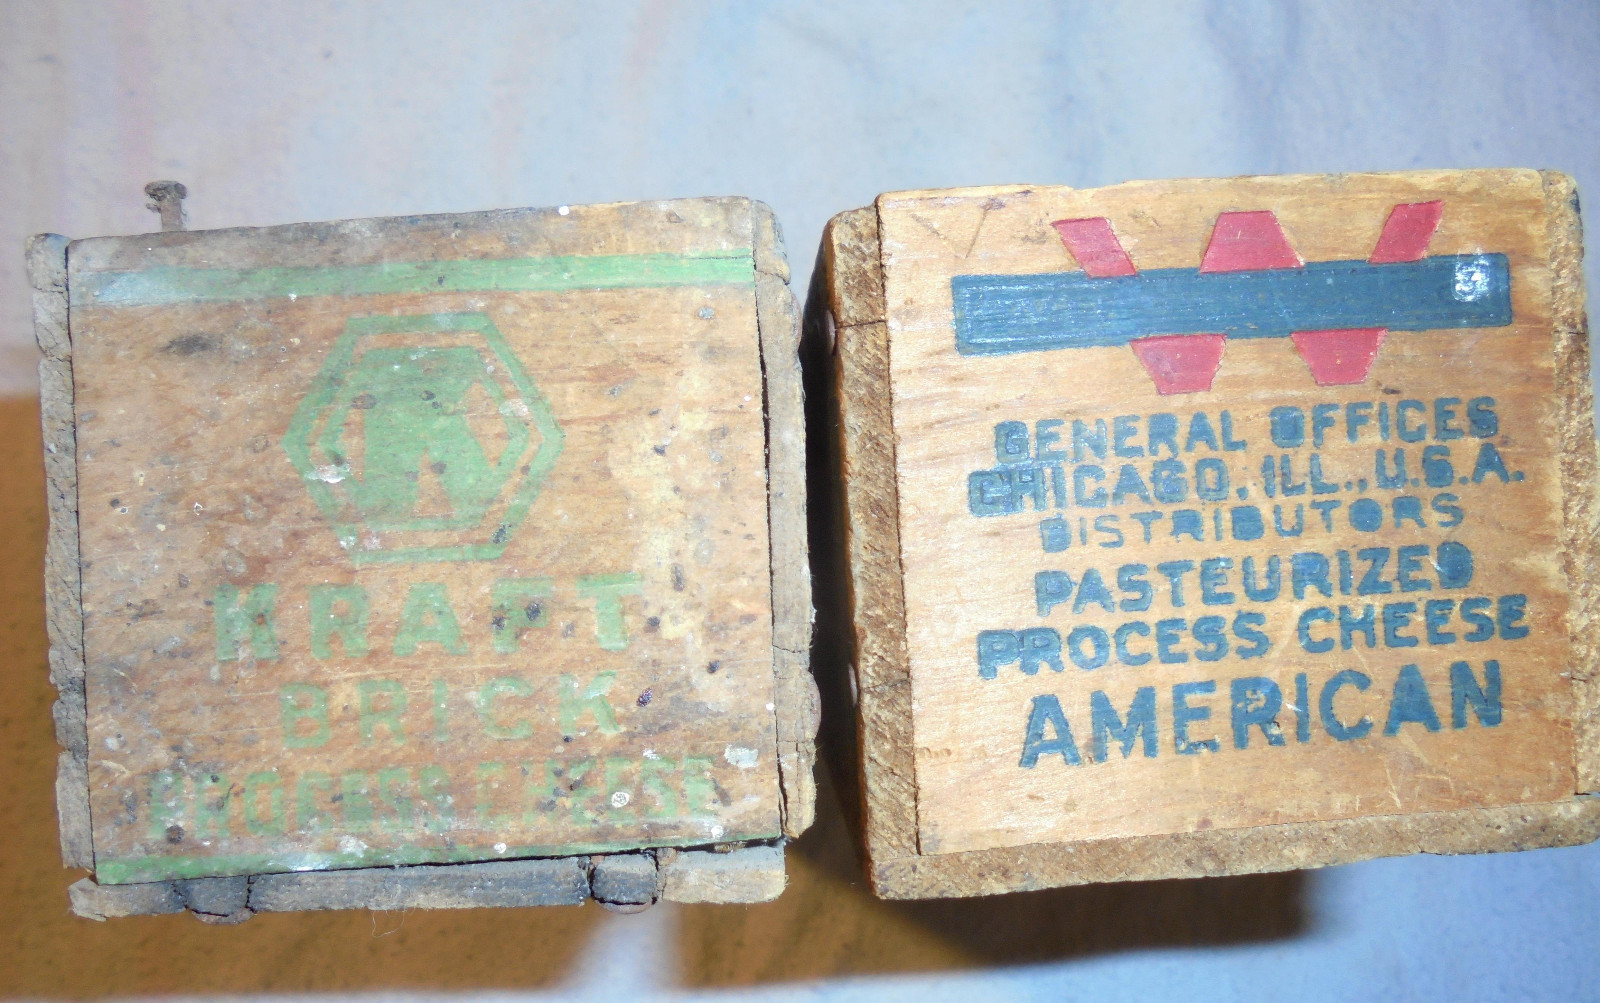 K
KRAFT
BRICK
PROCESS CHEESE
W
GENERAL OFFICES
CHICAGO, ILL., U.S.A.
DISTRIBUTORS
PASTEURIZED
PROCESS CHEESE
AMERICAN